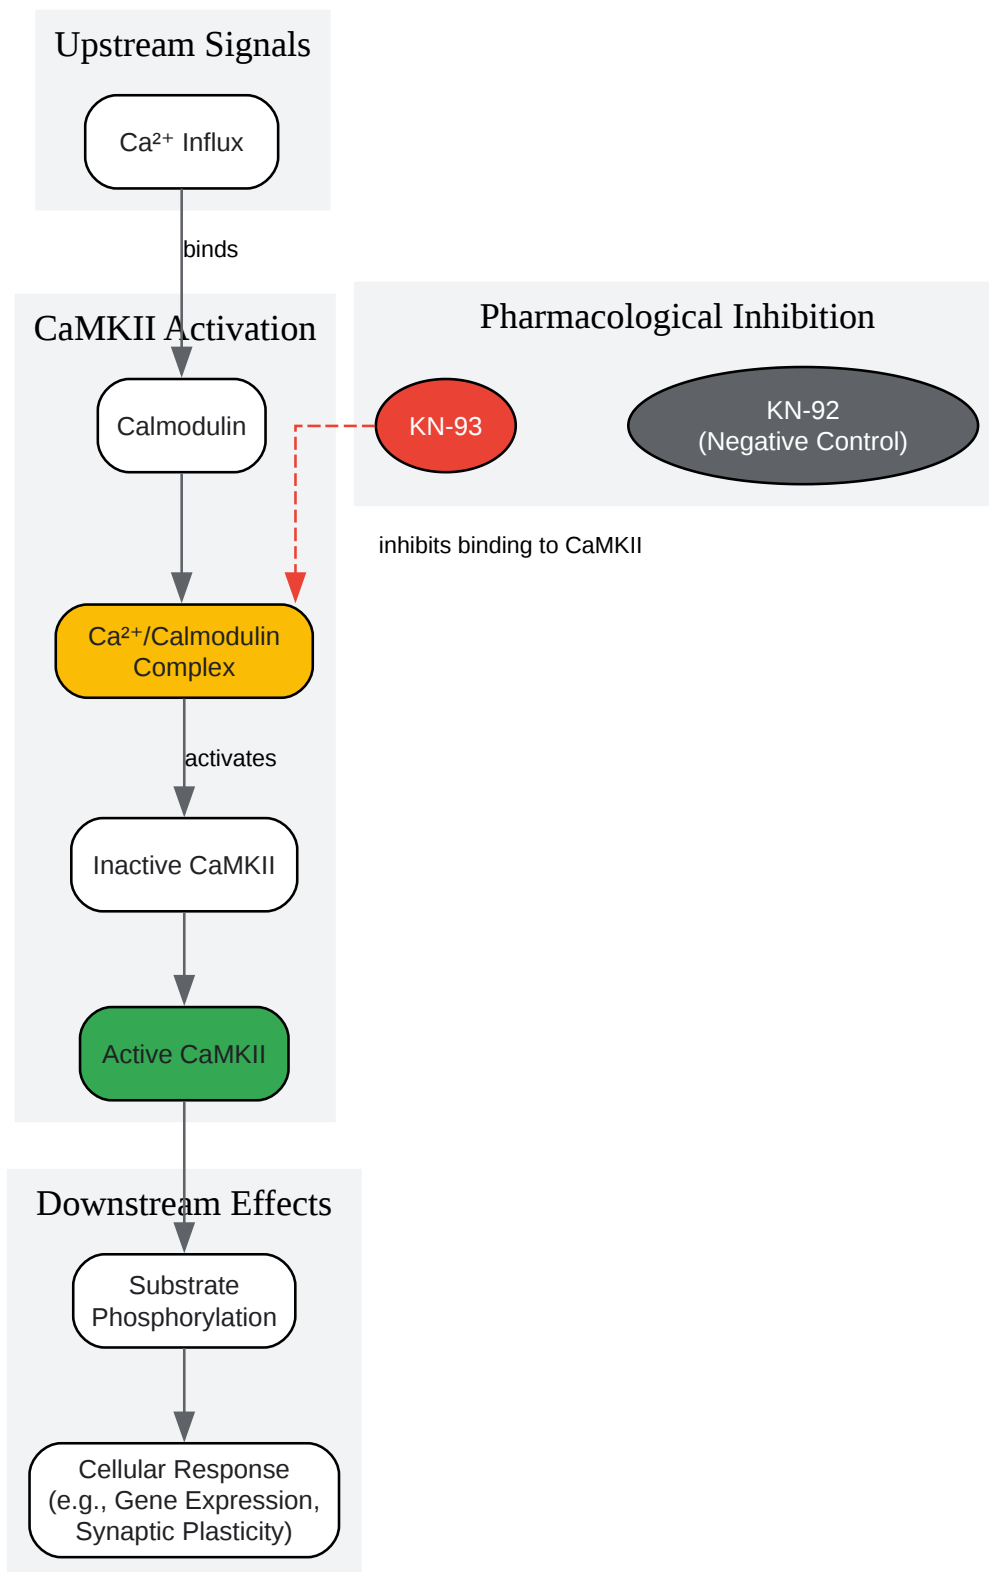 Upstream Signals
Ca²⁺ Influx
binds
CaMKII Activation
Pharmacological Inhibition
Calmodulin
KN-93
KN-92
(Negative Control)
inhibits binding to CaMKII
Ca²⁺/Calmodulin
Complex
activates
Inactive CaMKII
Active CaMKII
Downstream Effects
Substrate
Phosphorylation
Cellular Response
(e.g., Gene Expression,
Synaptic Plasticity)